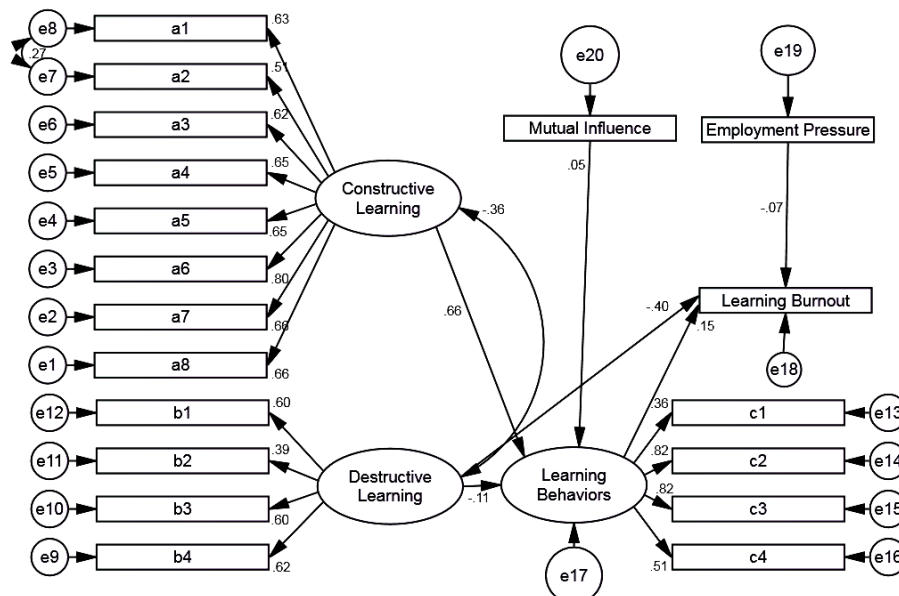 e8
a1
.63
.27
e7
a2
.51
e6
a3
.62
e5
a4
.65
e4
a5
.65
e3
a6
.80
e2
a7
.66
e1
a8
.66
e12
b1
.60
e11
b2
.39
e10
b3
.60
e9
b4
.62
Constructive
Learning
Destructive
Learning
-.36
.66
-.11
e20
Mutual Influence
.05
e19
Employment Pressure
-.07
Learning Burnout
-.40
.15
e18
Learning
Behaviors
e17
.36
c1
e13
.82
c2
e14
.82
c3
e15
.51
c4
e16